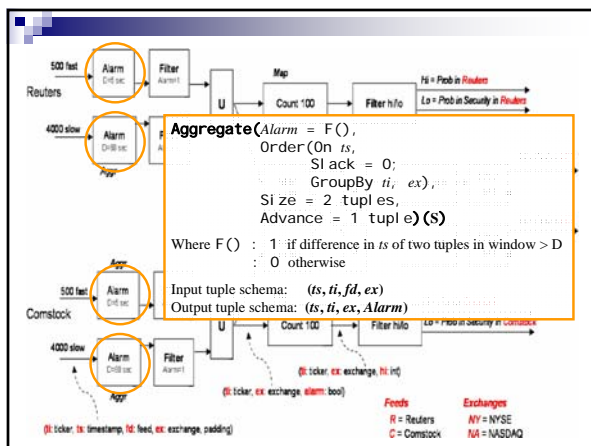 500 fast
Reuters
Alarm
D=5 sec
Filter
Alarm=1
Map
Count 100
Filter hi/lo
Hi = Prob in Reuters
Lo = Prob in Security in Reuters
U
4000 slow
Alarm
D=60 sec
Aggr
Aggregate(Alarm = F(),
Order(On ts,
Slack = 0;
GroupBy ti, ex),
Size = 2 tuples,
Advance = 1 tuple)(S)
Where F() : 1 if difference in ts of two tuples in window > D
: 0 otherwise
Input tuple schema: (ts, ti, fd, ex)
Output tuple schema: (ts, ti, ex, Alarm)
Aggr
500 fast
Alarm
D=5 sec
Comstock
U
Count 100
Filter hi/lo
Lo = Prob in Security in Comstock
4000 slow
Alarm
D=60 sec
Filter
Alarm=1
Aggr
(ti: ticker, ex: exchange, hi: int)
(ti: ticker, ex: exchange, alarm: bool)
(ti: ticker, ts: timestamp, fd: feed, ex: exchange, padding)
Feeds
R = Reuters
C = Comstock
Exchanges
NY = NYSE
NA = NASDAQ